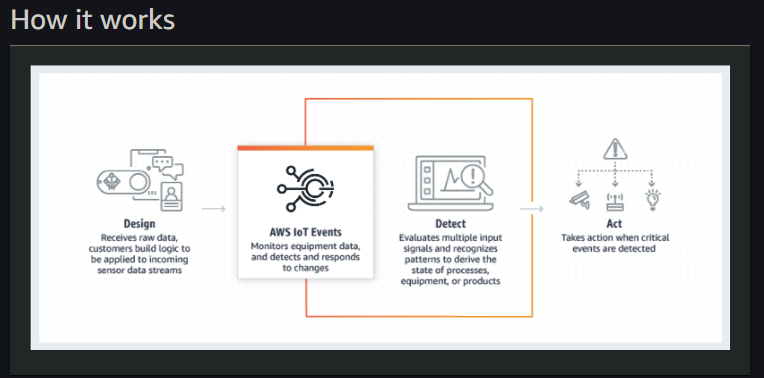 How it works
Design
Receives raw data,
customers build logic to
be applied to incoming
sensor data streams
AWS IoT Events
Monitors equipment data,
and detects and responds
to changes
Detect
Evaluates multiple input
signals and recognizes
patterns to derive the
state of processes,
equipment, or products
Act
Takes action when critical
events are detected